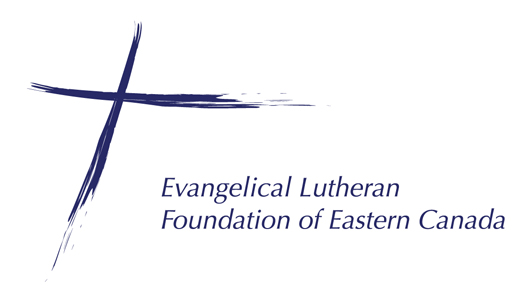 Evangelical Lutheran
Foundation of Eastern Canada